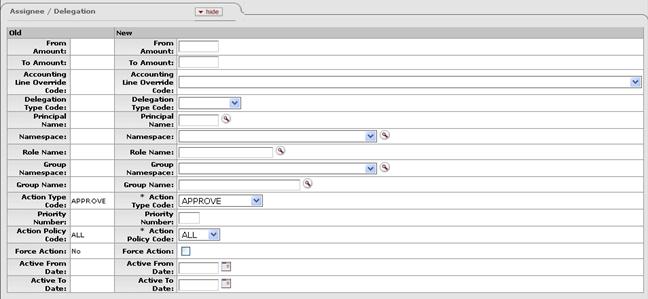 Assignee / Delegation
hide
Old New
From Amount: From Amount:
To Amount: To Amount:
Accounting Line Override Code: Accounting Line Override Code:
Delegation Type Code: Delegation Type Code:
Principal Name: Principal Name:
Namespace: Namespace:
Role Name: Role Name:
Group Namespace: Group Namespace:
Group Name: Group Name:
Action Type Code: APPROVE * Action Type Code: APPROVE
Priority Number: Priority Number:
Action Policy Code: ALL * Action Policy Code: ALL
Force Action: No Force Action:
Active From Date: Active From Date:
Active To Date: Active To Date: